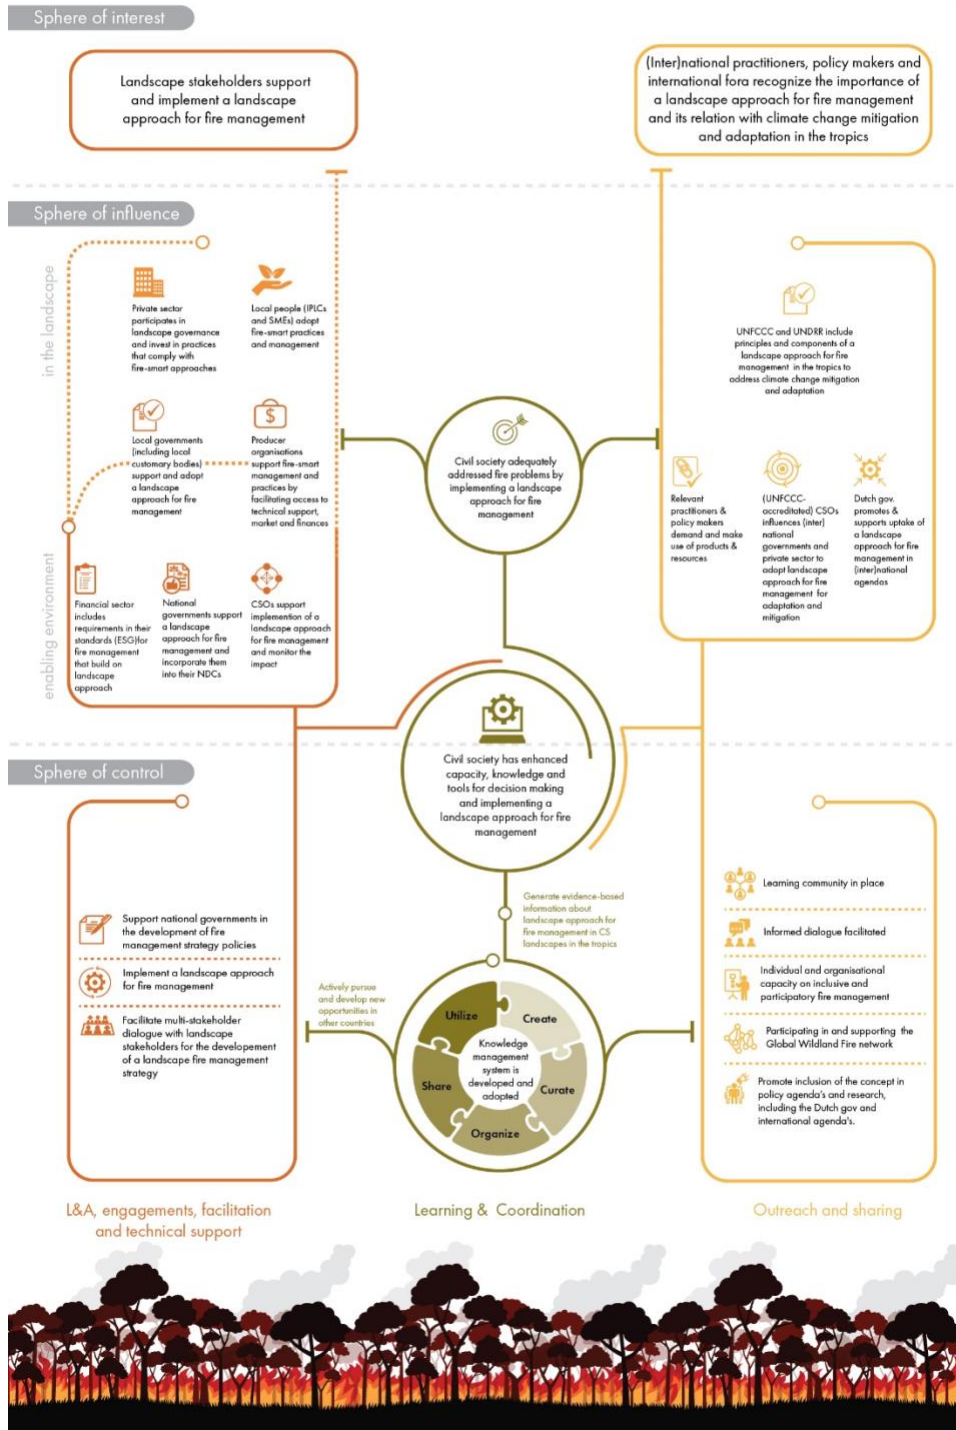 Sphere of interest
Landscape stakeholders support
and implement a landscape
approach for fire management
(Inter)national practitioners, policy makers and
international fora recognize the importance of
a landscape approach for fire management
and its relation with climate change mitigation
and adaptation in the tropics
Sphere of influence
in the landscape
Private sector
participates in
landscape governance
and invest in practices
that comply with
fire-smart approaches
Local people (IPLCs
and SMEs) adopt
fire-smart practices
and management
Local governments
(including local
customary bodies)
support and adopt
a landscape
approach for fire
management
Producer
organisations
support fire-smart
management and
practices by
facilitating access to
technical support,
market and finances
enabling environment
Financial sector
includes
requirements in their
standards (ESG)for
fire management
that build on
landscape
approach
National
governments support
a landscape
approach for fire
management and
incorporate them
into their NDCs
CSOs support
implemention of a
landscape approach
for fire management
and monitor the
impact
Civil society adequately
addressed fire problems by
implementing a landscape
approach for fire
management
UNFCCC and UNDRR include
principles and components of a
landscape approach for fire
management in the tropics to
address climate change mitigation
and adaptation
Relevant
practitioners &
policy makers
demand and make
use of products &
resources
(UNFCCC-
accredited) CSOs
influences (inter)
national
governments and
private sector to
adopt landscape
approach for fire
management for
adaptation and
mitigation
Dutch gov.
promotes &
supports uptake of
a landscape
approach for fire
management in
(inter)national
agendas
Civil society has enhanced
capacity, knowledge and
tools for decision making
and implementing a
landscape approach for fire
management
Sphere of control
Support national governments in
the development of fire
management strategy policies
Implement a landscape approach
for fire management
Facilitate multi-stakeholder
dialogue with landscape
stakeholders for the developement
of a landscape fire management
strategy
Generate evidence-based
information about
landscape approach for
fire management in CS
landscapes in the tropics
Actively pursue
and develop new
opportunities in
other countries
Utilize
Create
Share
Curate
Organize
Knowledge
management
system is
developed and
adopted
Learning community in place
Informed dialogue facilitated
Individual and organisational
capacity on inclusive and
participatory fire management
Participating in and supporting the
Global Wildland Fire network
Promote inclusion of the concept in
policy agenda's and research,
including the Dutch gov and
international agenda's.
L&A, engagements, facilitation
and technical support
Learning & Coordination
Outreach and sharing